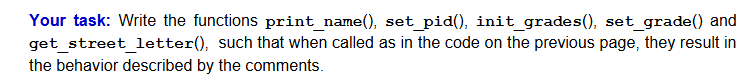 Your task: Write the functions print_name(), set_pid(), init_grades(), set_grade() and
get_street_letter(), such that when called as in the code on the previous page, they result in
the behavior described by the comments.